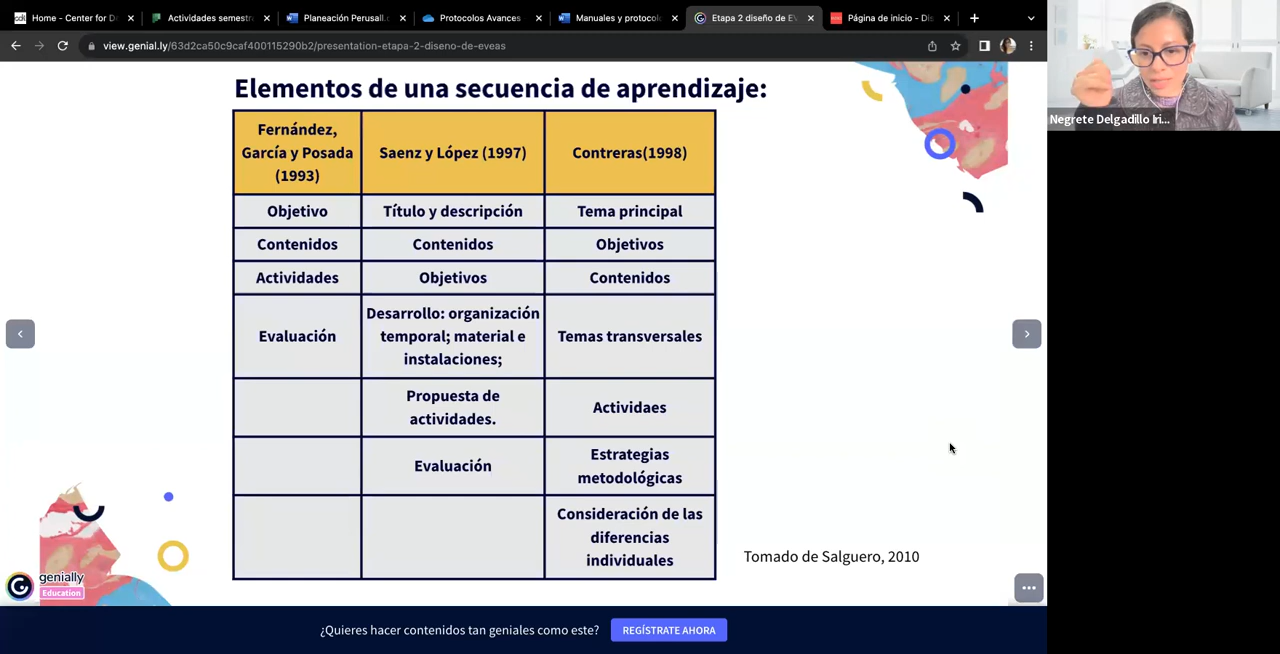 Home - Center for D
Actividades semestr
Planeación Perusall.c
Protocolos Avances
Manuales y protocolo
Etapa 2 diseño de EV
Página de inicio - Dis
view.genial.ly/63d2ca50c9caf400115290b2/presentation-etapa-2-diseno-de-eveas
Negrete Delgadillo Iri...
Elementos de una secuencia de aprendizaje:
Fernández,
García y Posada
(1993)
Saenz y López (1997)
Contreras(1998)
Objetivo
Título y descripción
Tema principal
Contenidos
Contenidos
Objetivos
Actividades
Objetivos
Contenidos
Evaluación
Desarrollo: organización
temporal; material e
instalaciones;
Temas transversales
Propuesta de
actividades.
Actividaes
Evaluación
Estrategias
metodológicas
Consideración de las
diferencias
individuales
Tomado de Salguero, 2010
genially
Education
¿Quieres hacer contenidos tan geniales como este?
REGÍSTRATE AHORA